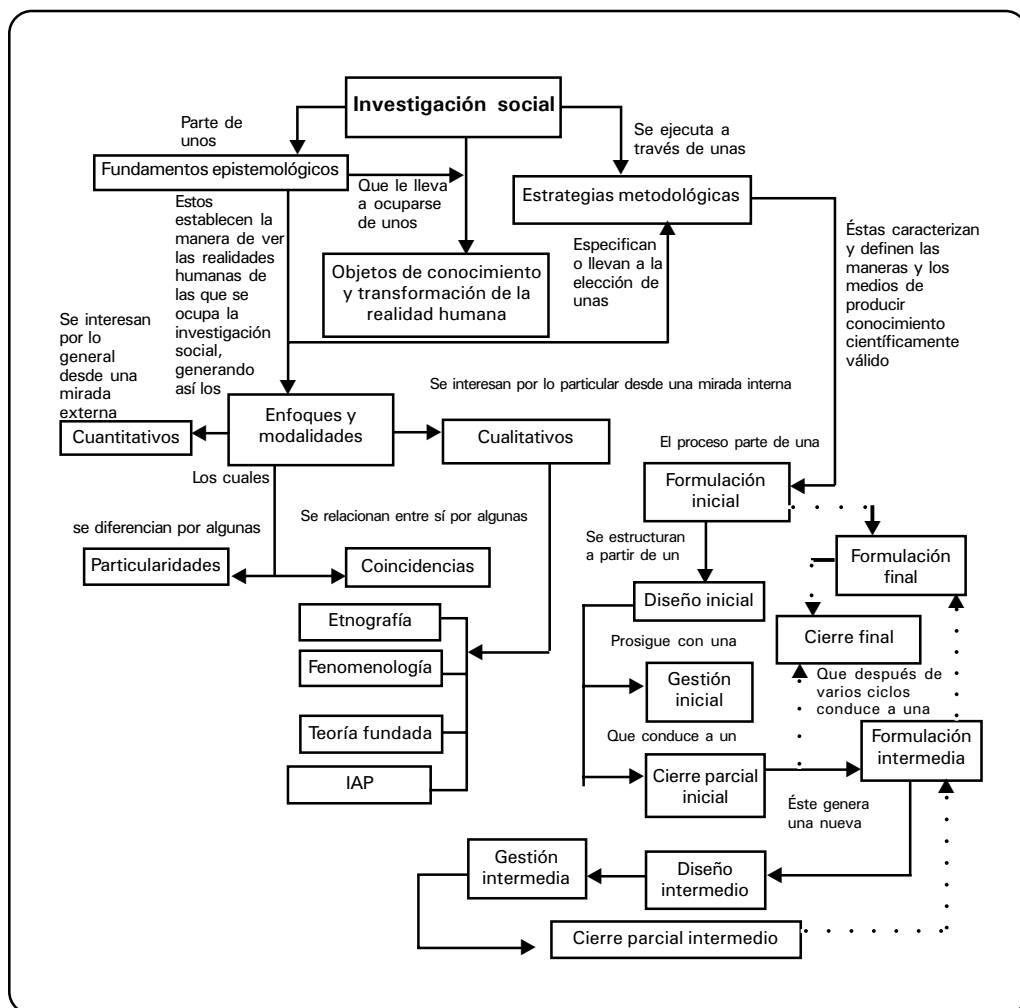 Investigación social
Parte de
unos
Se ejecuta a
través de unas
Fundamentos epistemológicos
Que le lleva
a ocuparse
de unos
Estrategias metodológicas
Estos
establecen la
manera de ver
las realidades
humanas de
las que se
ocupa la
investigación
social,
generando
así los
Objetos de conocimiento
y transformación de la
realidad humana
Especifican
o llevan a la
elección de
unas
Éstas caracterizan
y definen las
maneras y los
medios de
producir
conocimiento
científicamente
válido
Se interesan
por lo
general
desde una
mirada
externa
Cuantitativos
Enfoques y
modalidades
Se interesan por lo particular desde una mirada interna
Cualitativos
Los cuales
se diferencian por algunas
Se relacionan entre sí por algunas
Particularidades
Coincidencias
Etnografía
Fenomenología
Teoría fundada
IAP
El proceso parte de una
Formulación
inicial
Se estructuran
a partir de un
Formulación
final
Diseño inicial
Cierre final
Prosigue con una
Gestión
inicial
Que después de
varios ciclos
conduce a una
Que conduce a un
Cierre parcial
inicial
Formulación
intermedia
Éste genera
una nueva
Gestión
intermedia
Diseño
intermedio
Cierre parcial intermedio